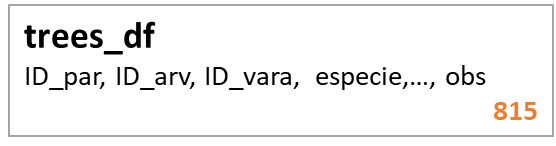 trees_df
ID_par, ID_arv, ID_vara, especie,..., obs
815